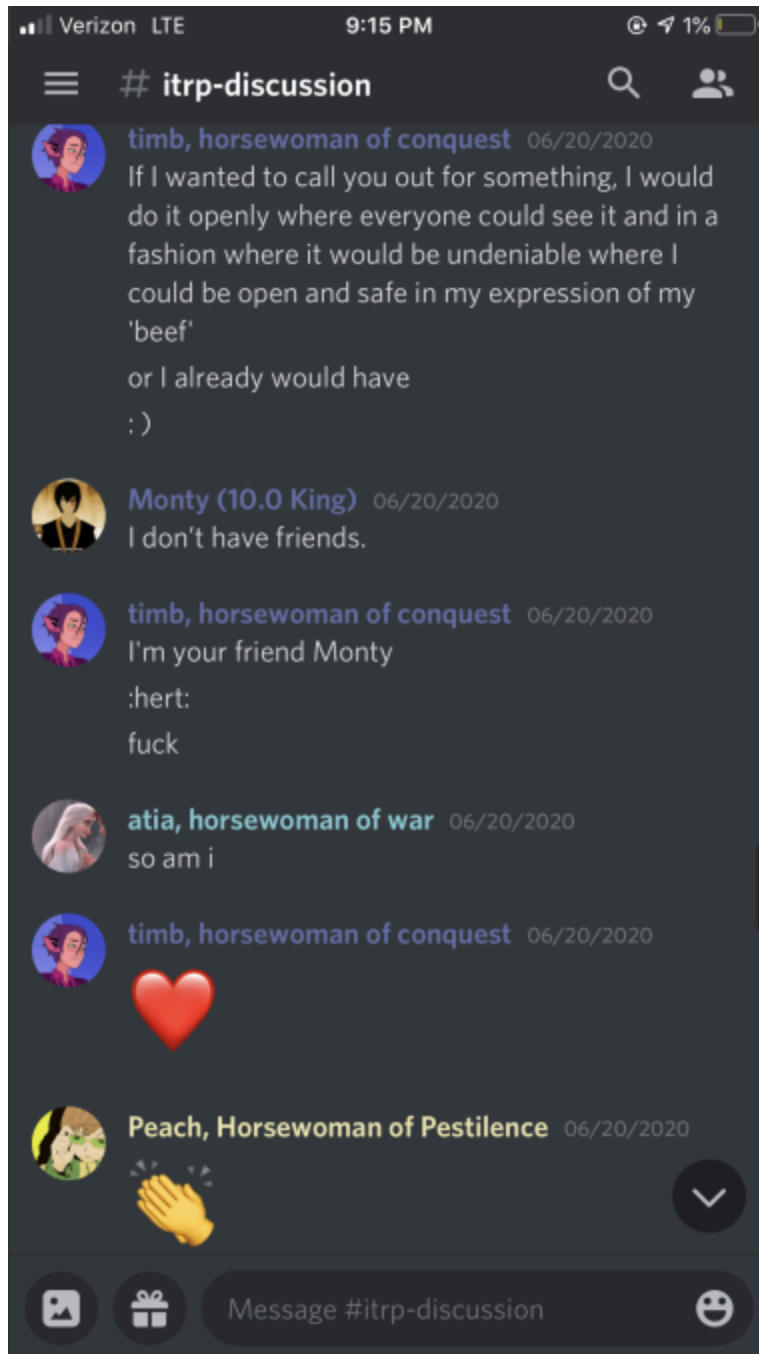 Verizon LTE 9:15 PM 1%
# itrp-discussion
timb, horsewoman of conquest 06/20/2020
If I wanted to call you out for something, I would
do it openly where everyone could see it and in a
fashion where it would be undeniable where I
could be open and safe in my expression of my
'beef'
or I already would have
: )
Monty (10.0 King) 06/20/2020
I don't have friends.
timb, horsewoman of conquest 06/20/2020
I'm your friend Monty
:hert:
fuck
atia, horsewoman of war 06/20/2020
so am i
timb, horsewoman of conquest 06/20/2020
Peach, Horsewoman of Pestilence 06/20/2020
Message #itrp-discussion